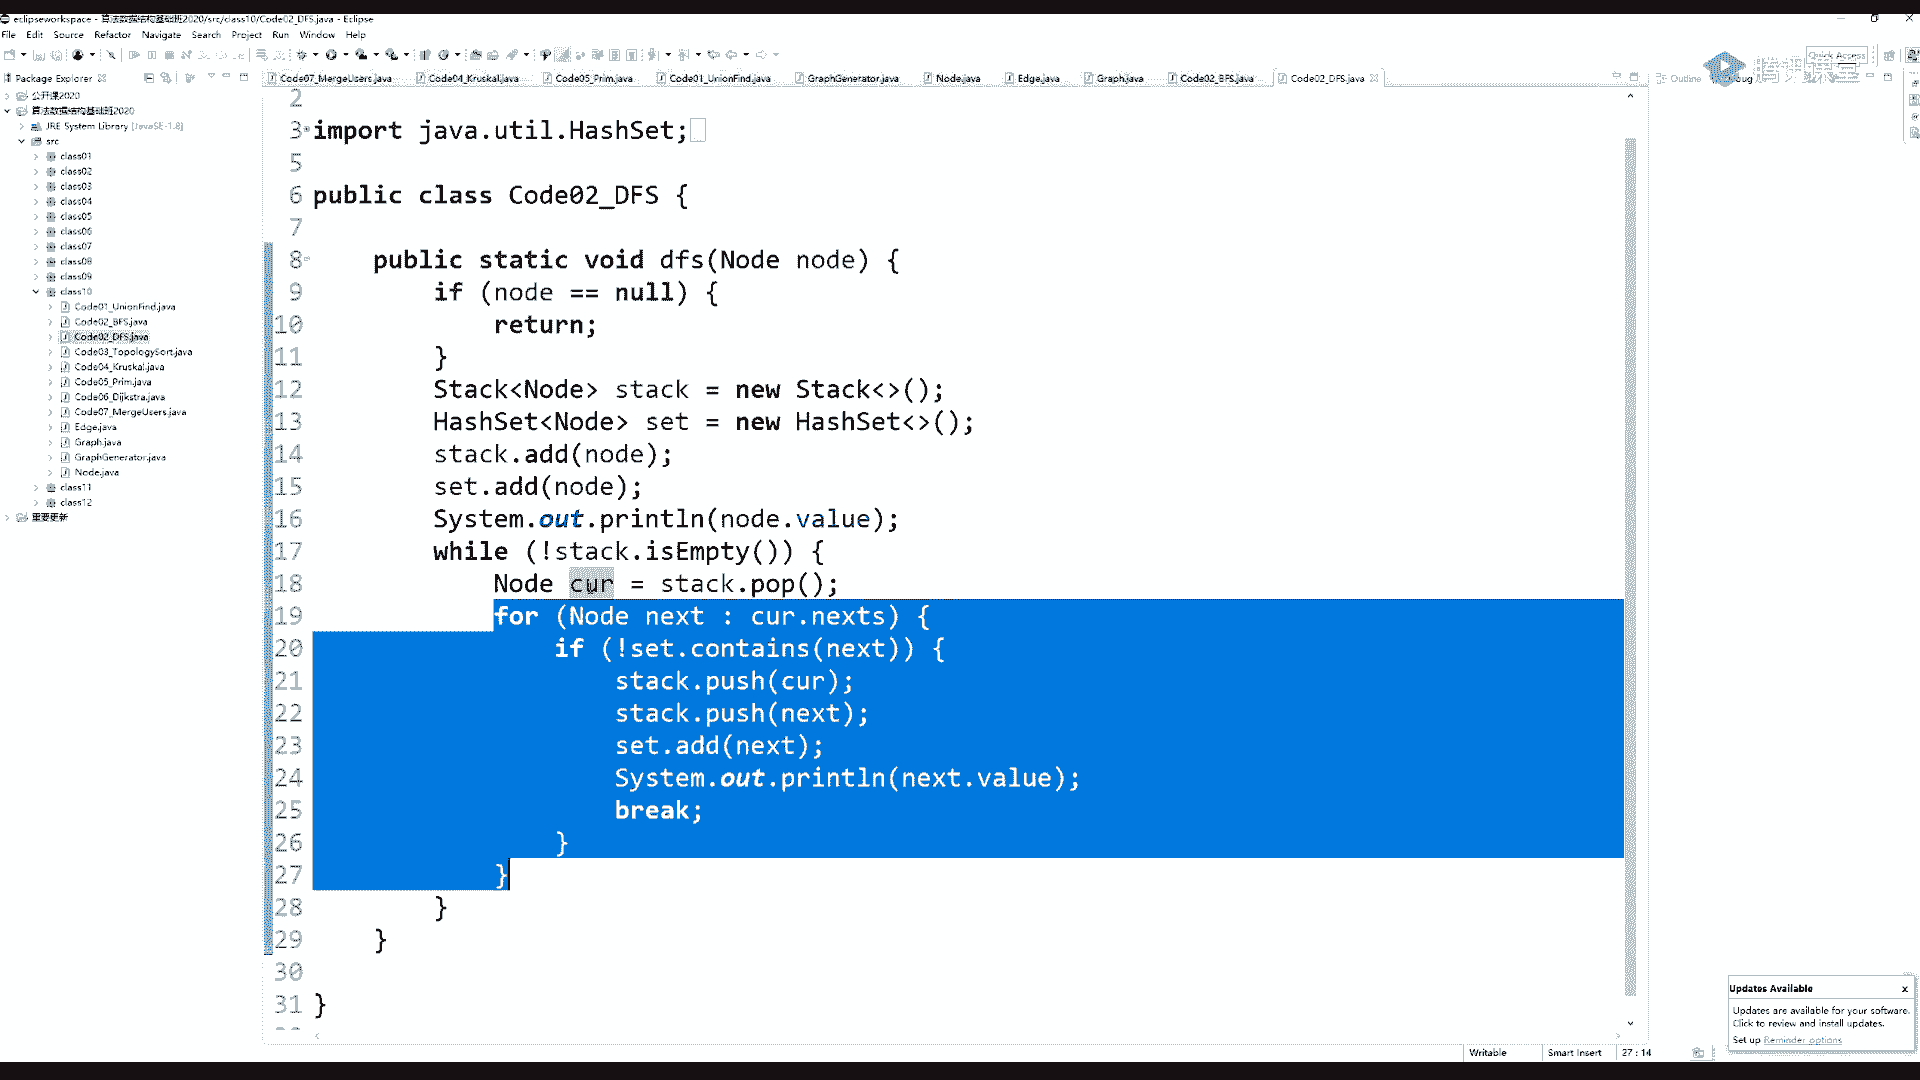 eclipseworkspace - 算法数据结构基础班2020/src/class10/Code02_DFS.java - Eclipse
File Edit Source Refactor Navigate Search Project Run Window Help
Quick Access
Package Explorer
Code07_MergeUsers.java Code04_Kruskal.java Code05_Prim.java Code01_UnionFind.java GraphGenerator.java Node.java Edge.java Graph.java Code02_BFS.java Code02_DFS.java
Outline
公开课2020
算法数据结构基础班2020
JRE System Library [JavaSE-1.8]
src
class01
class02
class03
class04
class05
class06
class07
class08
class09
class10
Code01_UnionFind.java
Code02_BFS.java
Code02_DFS.java
Code03_TopologySort.java
Code04_Kruskal.java
Code05_Prim.java
Code06_Dijkstra.java
Code07_MergeUsers.java
Edge.java
Graph.java
GraphGenerator.java
Node.java
class11
class12
重要更新
2
3 import java.util.HashSet;
5
6 public class Code02_DFS {
7
8 public static void dfs(Node node) {
9 if (node == null) {
10 return;
11 }
12 Stack<Node> stack = new Stack<>();
13 HashSet<Node> set = new HashSet<>();
14 stack.add(node);
15 set.add(node);
16 System.out.println(node.value);
17 while (!stack.isEmpty()) {
18 Node cur = stack.pop();
19 for (Node next : cur.nexts) {
20 if (!set.contains(next)) {
21 stack.push(cur);
22 stack.push(next);
23 set.add(next);
24 System.out.println(next.value);
25 break;
26 }
27 }
28 }
29 }
30
31 }
Updates Available x
Updates are available for your software.
Click to review and install updates.
Set up Reminder options
Writable Smart Insert 27 : 14